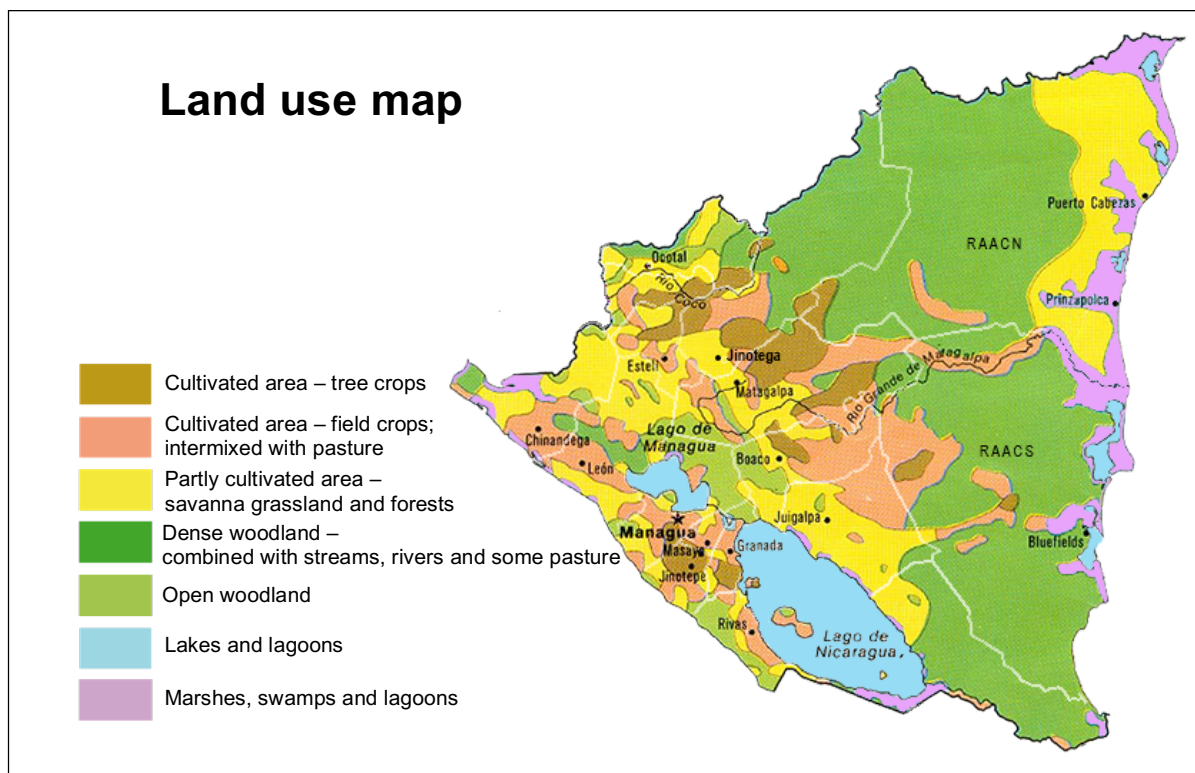 Land use map
Cultivated area – tree crops
Cultivated area – field crops;
intermixed with pasture
Partly cultivated area –
savanna grassland and forests
Dense woodland –
combined with streams, rivers and some pasture
Open woodland
Lakes and lagoons
Marshes, swamps and lagoons
Puerto Cabezas
RAACN
Ocotal
Río Coco
Prinzapolca
Jinotega
Estelí
Matagalpa
Río Grande de Matagalpa
Chinandega
Lago de
Managua
León
Boaco
RAACS
Juigalpa
Managua
Masaya
Granada
Jinotepe
Bluefields
Rivas
Lago de
Nicaragua